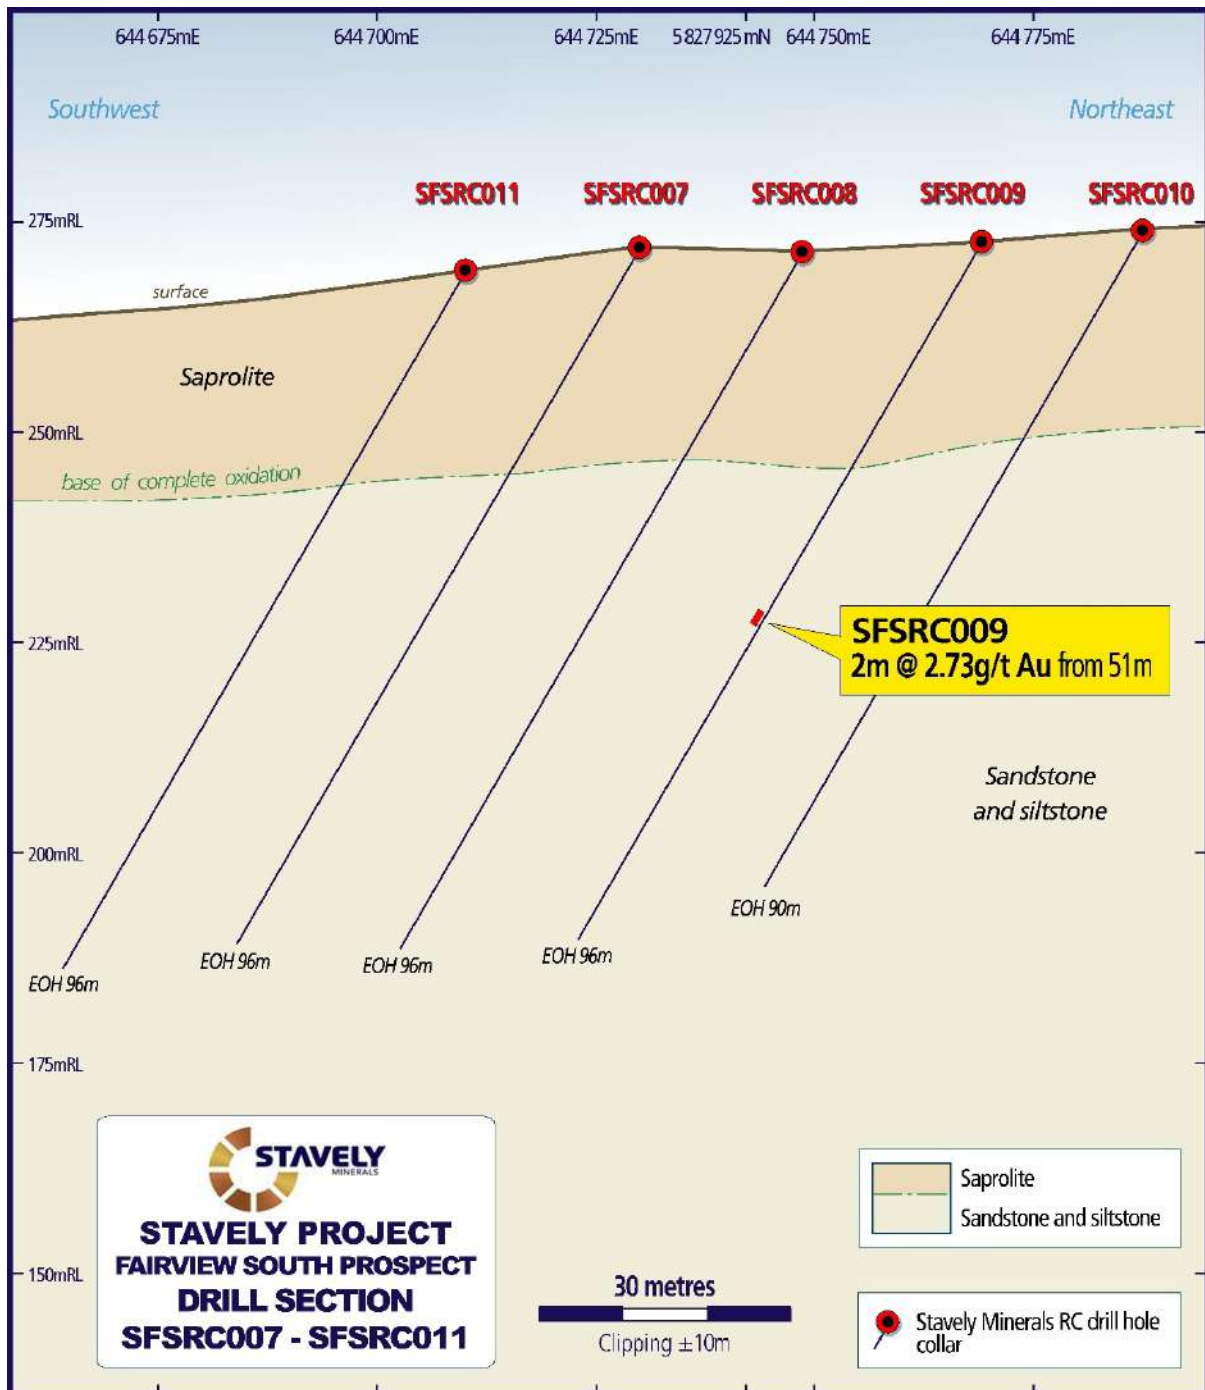 644 675mE 644 700mE 644 725mE 5 827 925 mN 644 750mE 644 775mE
Southwest Northeast
SFSRC011 SFSRC007 SFSRC008 SFSRC009 SFSRC010
275mRL
surface
Saprolite
250mRL
base of complete oxidation
SFSRC009
2m @ 2.73g/t Au from 51m
225mRL
Sandstone
and siltstone
200mRL
EOH 90m
EOH 96m EOH 96m EOH 96m EOH 96m
175mRL
STAVELY
MINERALS
STAVELY PROJECT
FAIRVIEW SOUTH PROSPECT
DRILL SECTION
SFSRC007 - SFSRC011
150mRL
30 metres
Clipping ±10m
Saprolite
Sandstone and siltstone
Stavely Minerals RC drill hole
collar